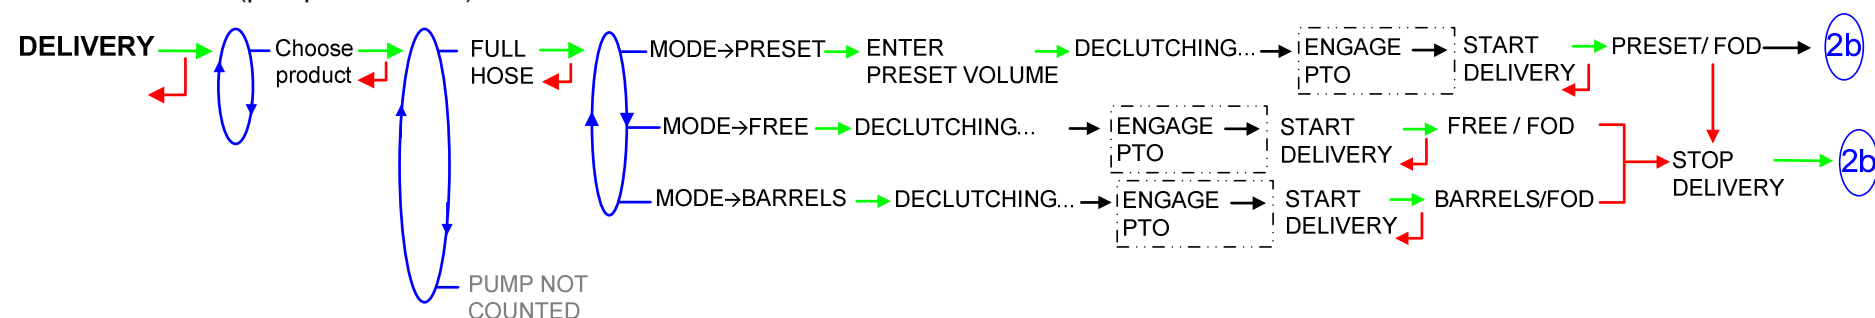 DELIVERY
Choose
product
FULL
HOSE
MODE→PRESET
ENTER
PRESET VOLUME
DECLUTCHING...
ENGAGE
PTO
START
DELIVERY
PRESET/ FOD
2b
MODE→FREE
DECLUTCHING...
ENGAGE
PTO
START
DELIVERY
FREE / FOD
STOP
DELIVERY
2b
MODE→BARRELS
DECLUTCHING...
ENGAGE
PTO
START
DELIVERY
BARRELS/FOD
PUMP NOT
COUNTED